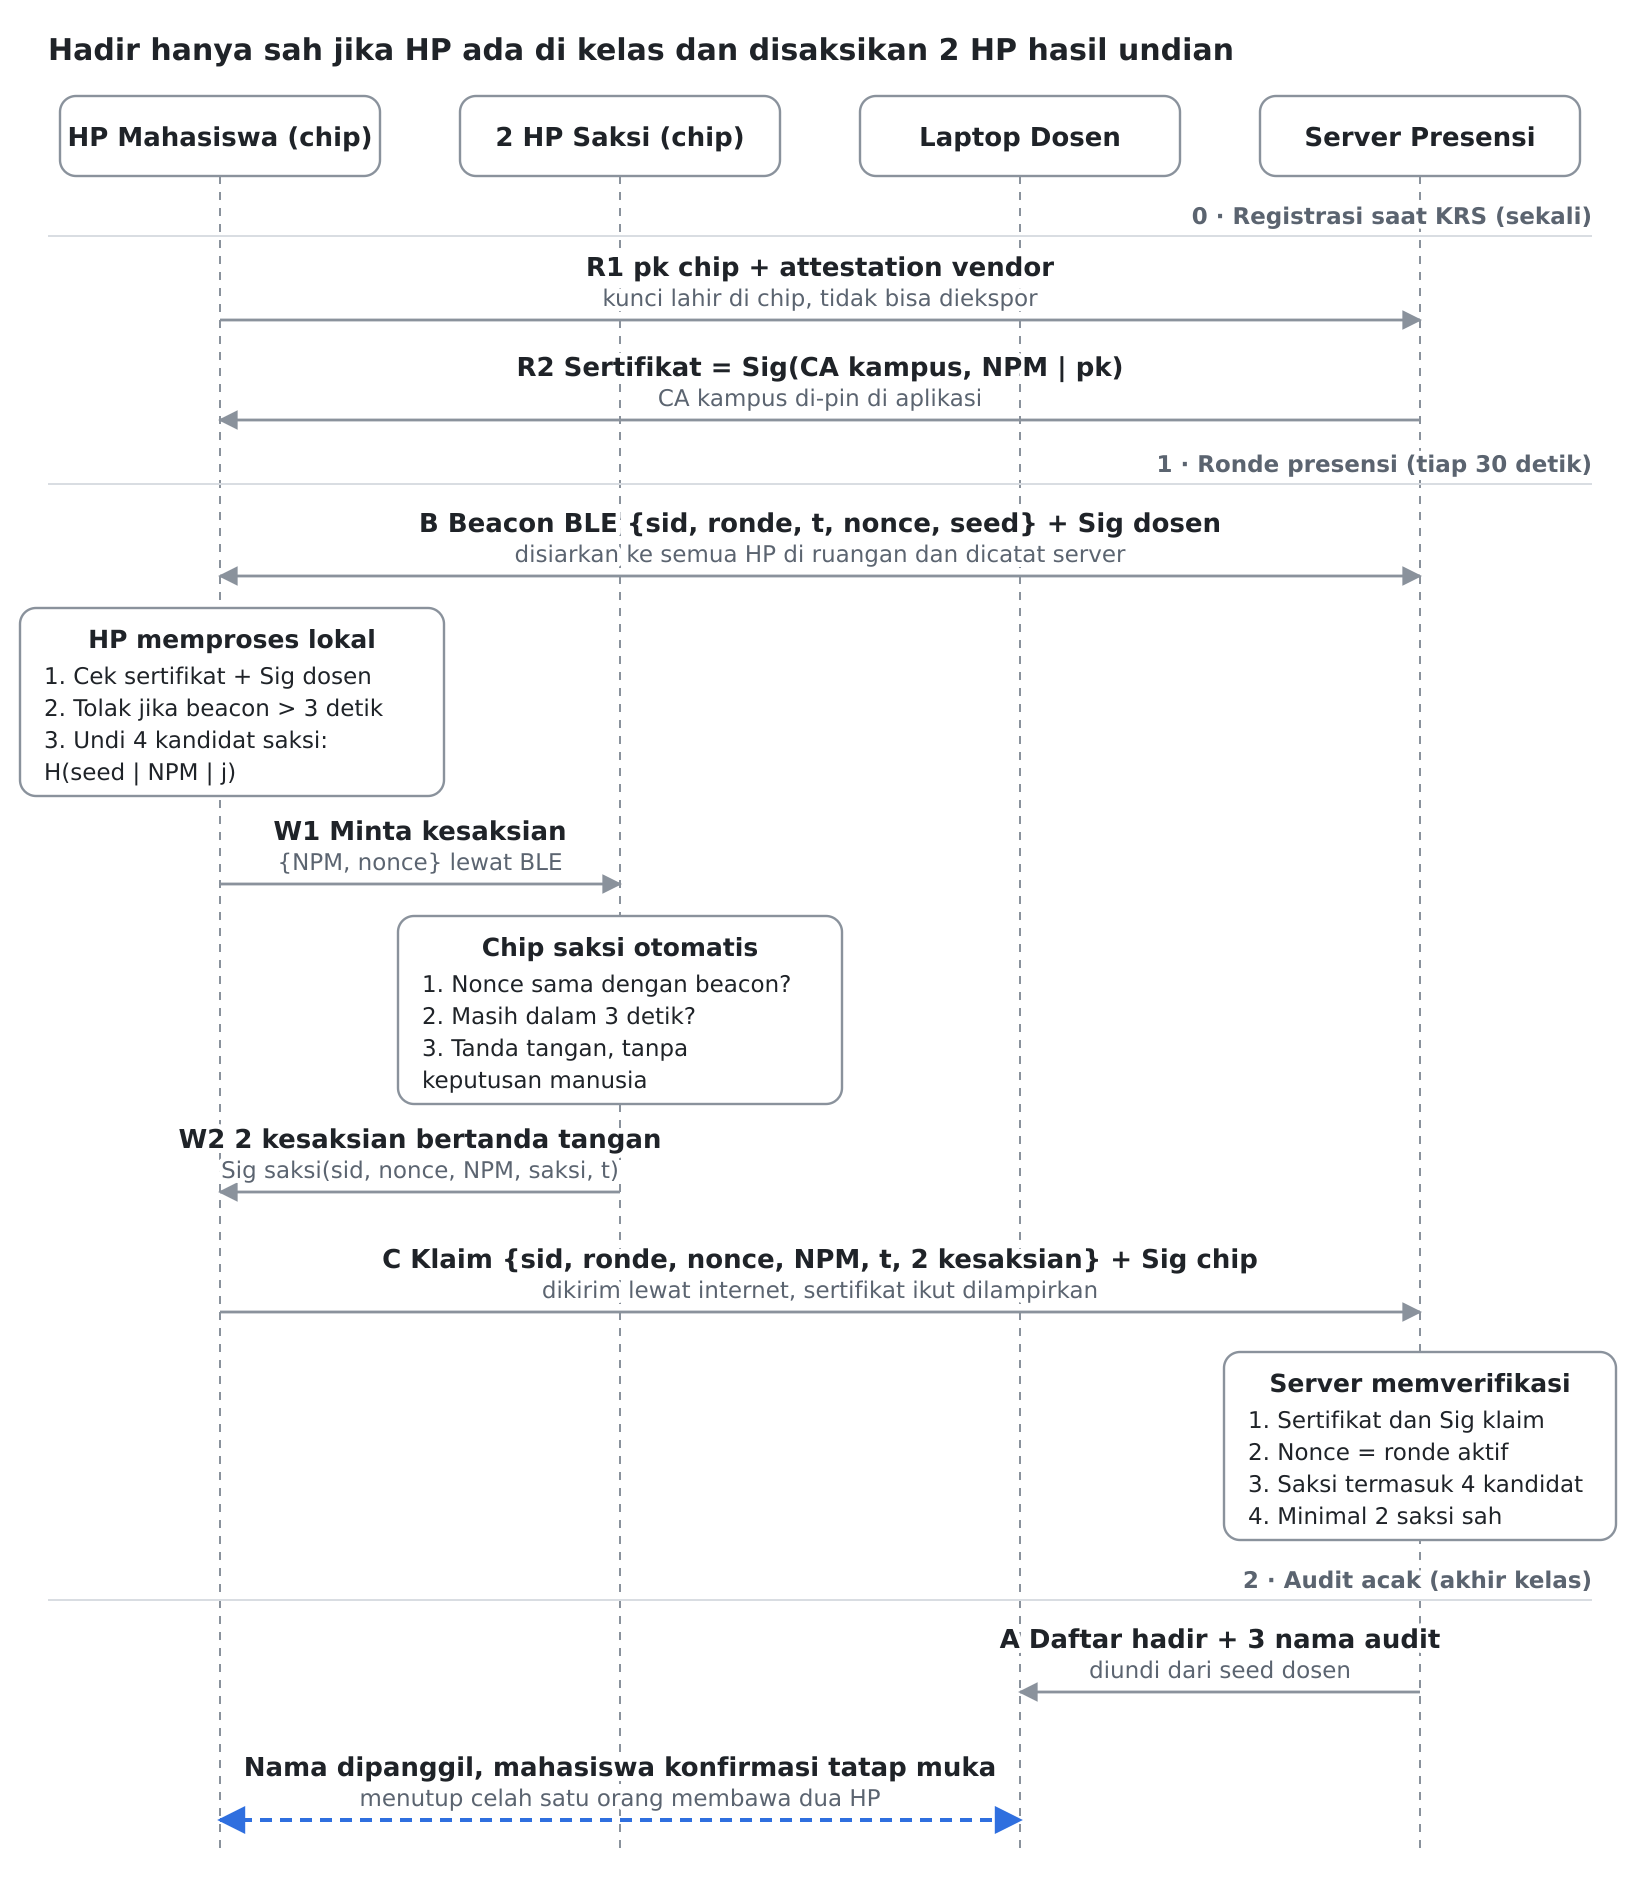 Hadir hanya sah jika HP ada di kelas dan disaksikan 2 HP hasil undian
HP Mahasiswa (chip)
2 HP Saksi (chip)
Laptop Dosen
Server Presensi
0 · Registrasi saat KRS (sekali)
R1 pk chip + attestation vendor
kunci lahir di chip, tidak bisa diekspor
R2 Sertifikat = Sig(CA kampus, NPM | pk)
CA kampus di-pin di aplikasi
1 · Ronde presensi (tiap 30 detik)
B Beacon BLE {sid, ronde, t, nonce, seed} + Sig dosen
disiarkan ke semua HP di ruangan dan dicatat server
HP memproses lokal
1. Cek sertifikat + Sig dosen
2. Tolak jika beacon > 3 detik
3. Undi 4 kandidat saksi:
H(seed | NPM | j)
W1 Minta kesaksian
{NPM, nonce} lewat BLE
Chip saksi otomatis
1. Nonce sama dengan beacon?
2. Masih dalam 3 detik?
3. Tanda tangan, tanpa
keputusan manusia
W2 2 kesaksian bertanda tangan
Sig saksi(sid, nonce, NPM, saksi, t)
C Klaim {sid, ronde, nonce, NPM, t, 2 kesaksian} + Sig chip
dikirim lewat internet, sertifikat ikut dilampirkan
Server memverifikasi
1. Sertifikat dan Sig klaim
2. Nonce = ronde aktif
3. Saksi termasuk 4 kandidat
4. Minimal 2 saksi sah
2 · Audit acak (akhir kelas)
A Daftar hadir + 3 nama audit
diundi dari seed dosen
Nama dipanggil, mahasiswa konfirmasi tatap muka
menutup celah satu orang membawa dua HP